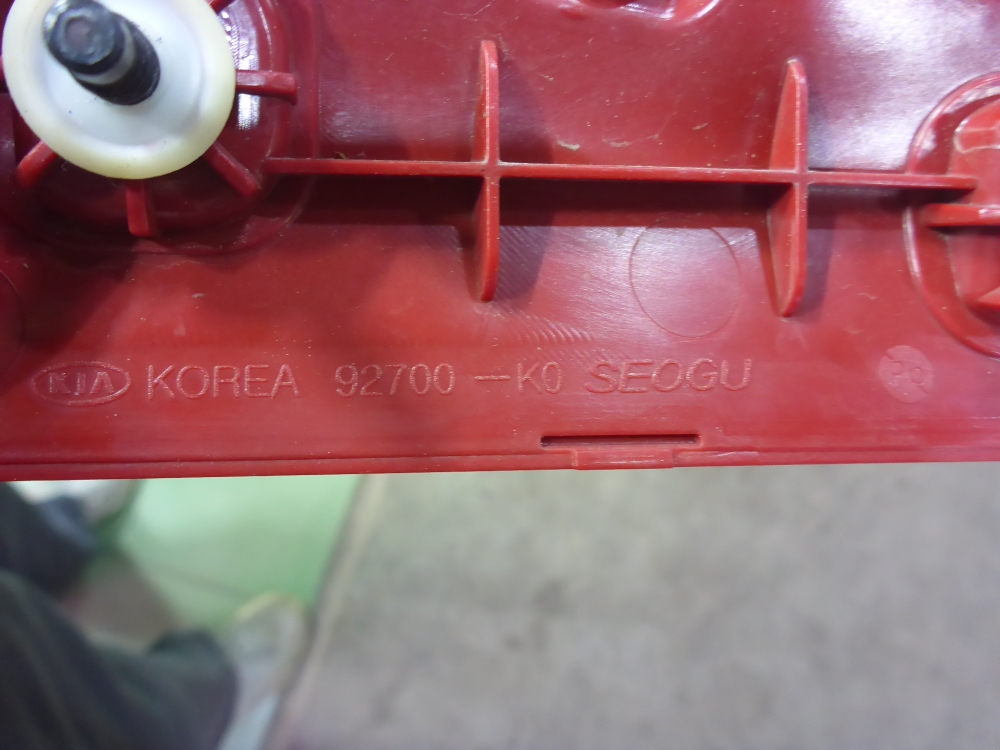 KIA KOREA 92700 -K0 SEOGU PC